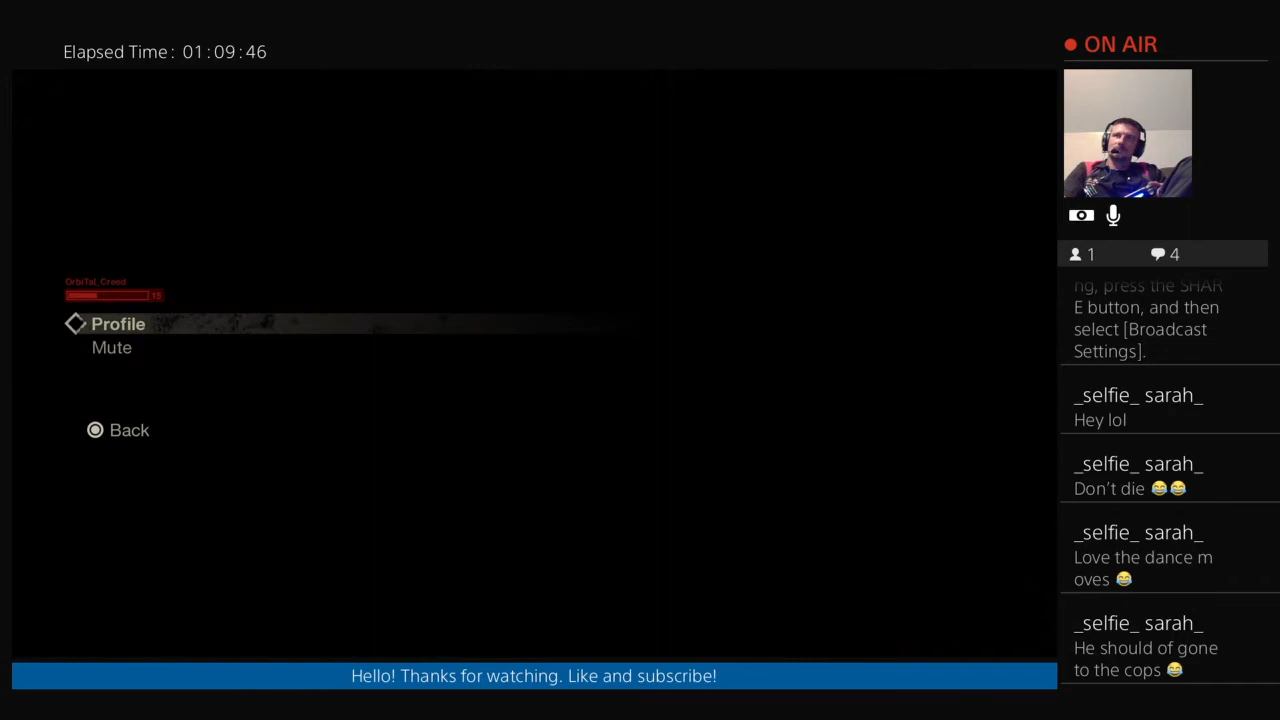 Elapsed Time: 01:09:46
ON AIR
1
4
OrbiTal_Creed
15
Profile
Mute
Back
ng, press the SHAR
E button, and then
select [Broadcast
Settings].
_selfie_ sarah_
Hey lol
_selfie_ sarah_
Don't die 😂😂
_selfie_ sarah_
Love the dance m
oves 😂
_selfie_ sarah_
He should of gone
to the cops 😂
Hello! Thanks for watching. Like and subscribe!